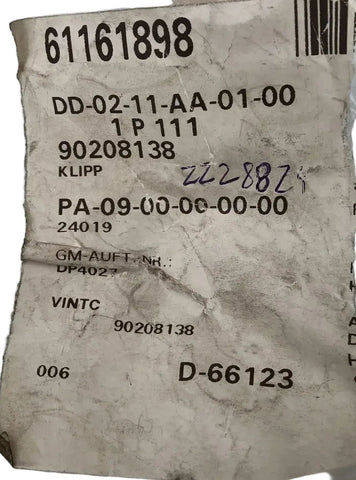 61161898
DD-02-11-AA-01-00
1 P 111
90208138
KLIPP
PA-09-00-00-00-00
24019
GM-AUFT.-NR.:
DP4027
VINTC
90208138
006
D-66123